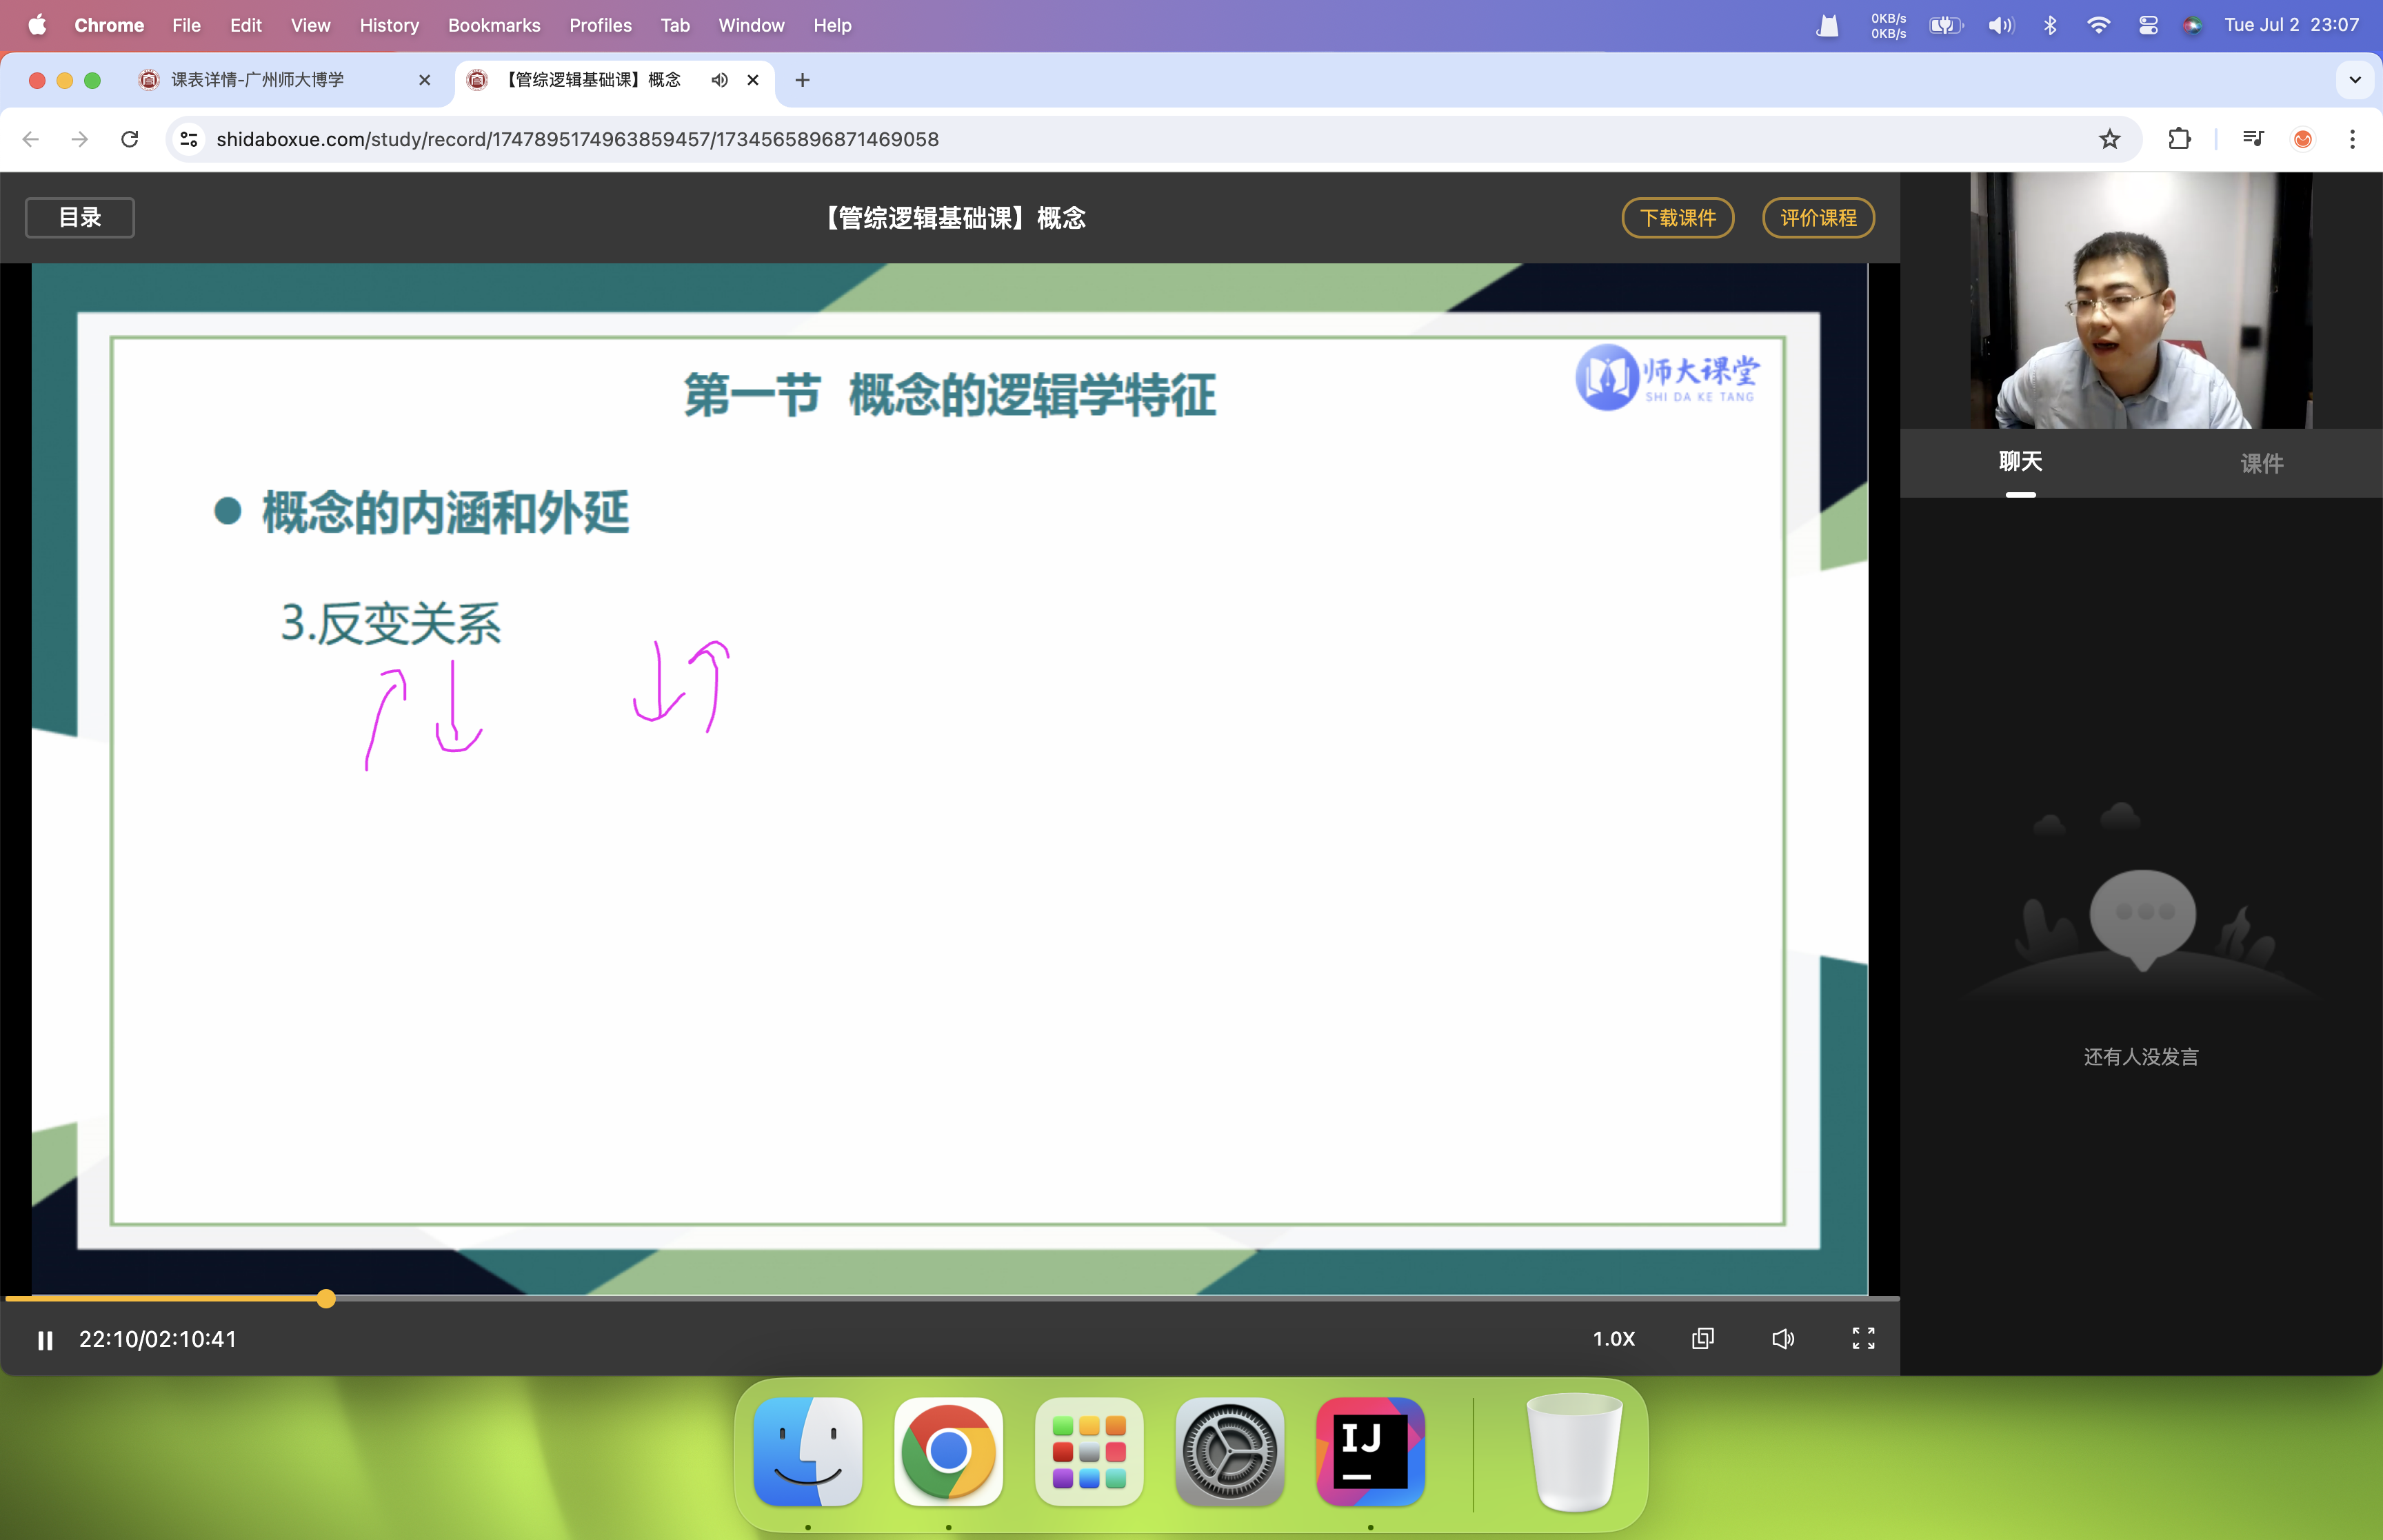 Chrome File Edit View History Bookmarks Profiles Tab Window Help
0KB/s
0KB/s
Tue Jul 2 23:07
课表详情-广州师大博学
【管综逻辑基础课】概念
shidaboxue.com/study/record/1747895174963859457/1734565896871469058
目录
【管综逻辑基础课】概念
下载课件
评价课程
第一节 概念的逻辑学特征
师大课堂
SHI DA KE TANG
概念的内涵和外延
3.反变关系
聊天
课件
还有人没发言
22:10/02:10:41
1.0X
IJ